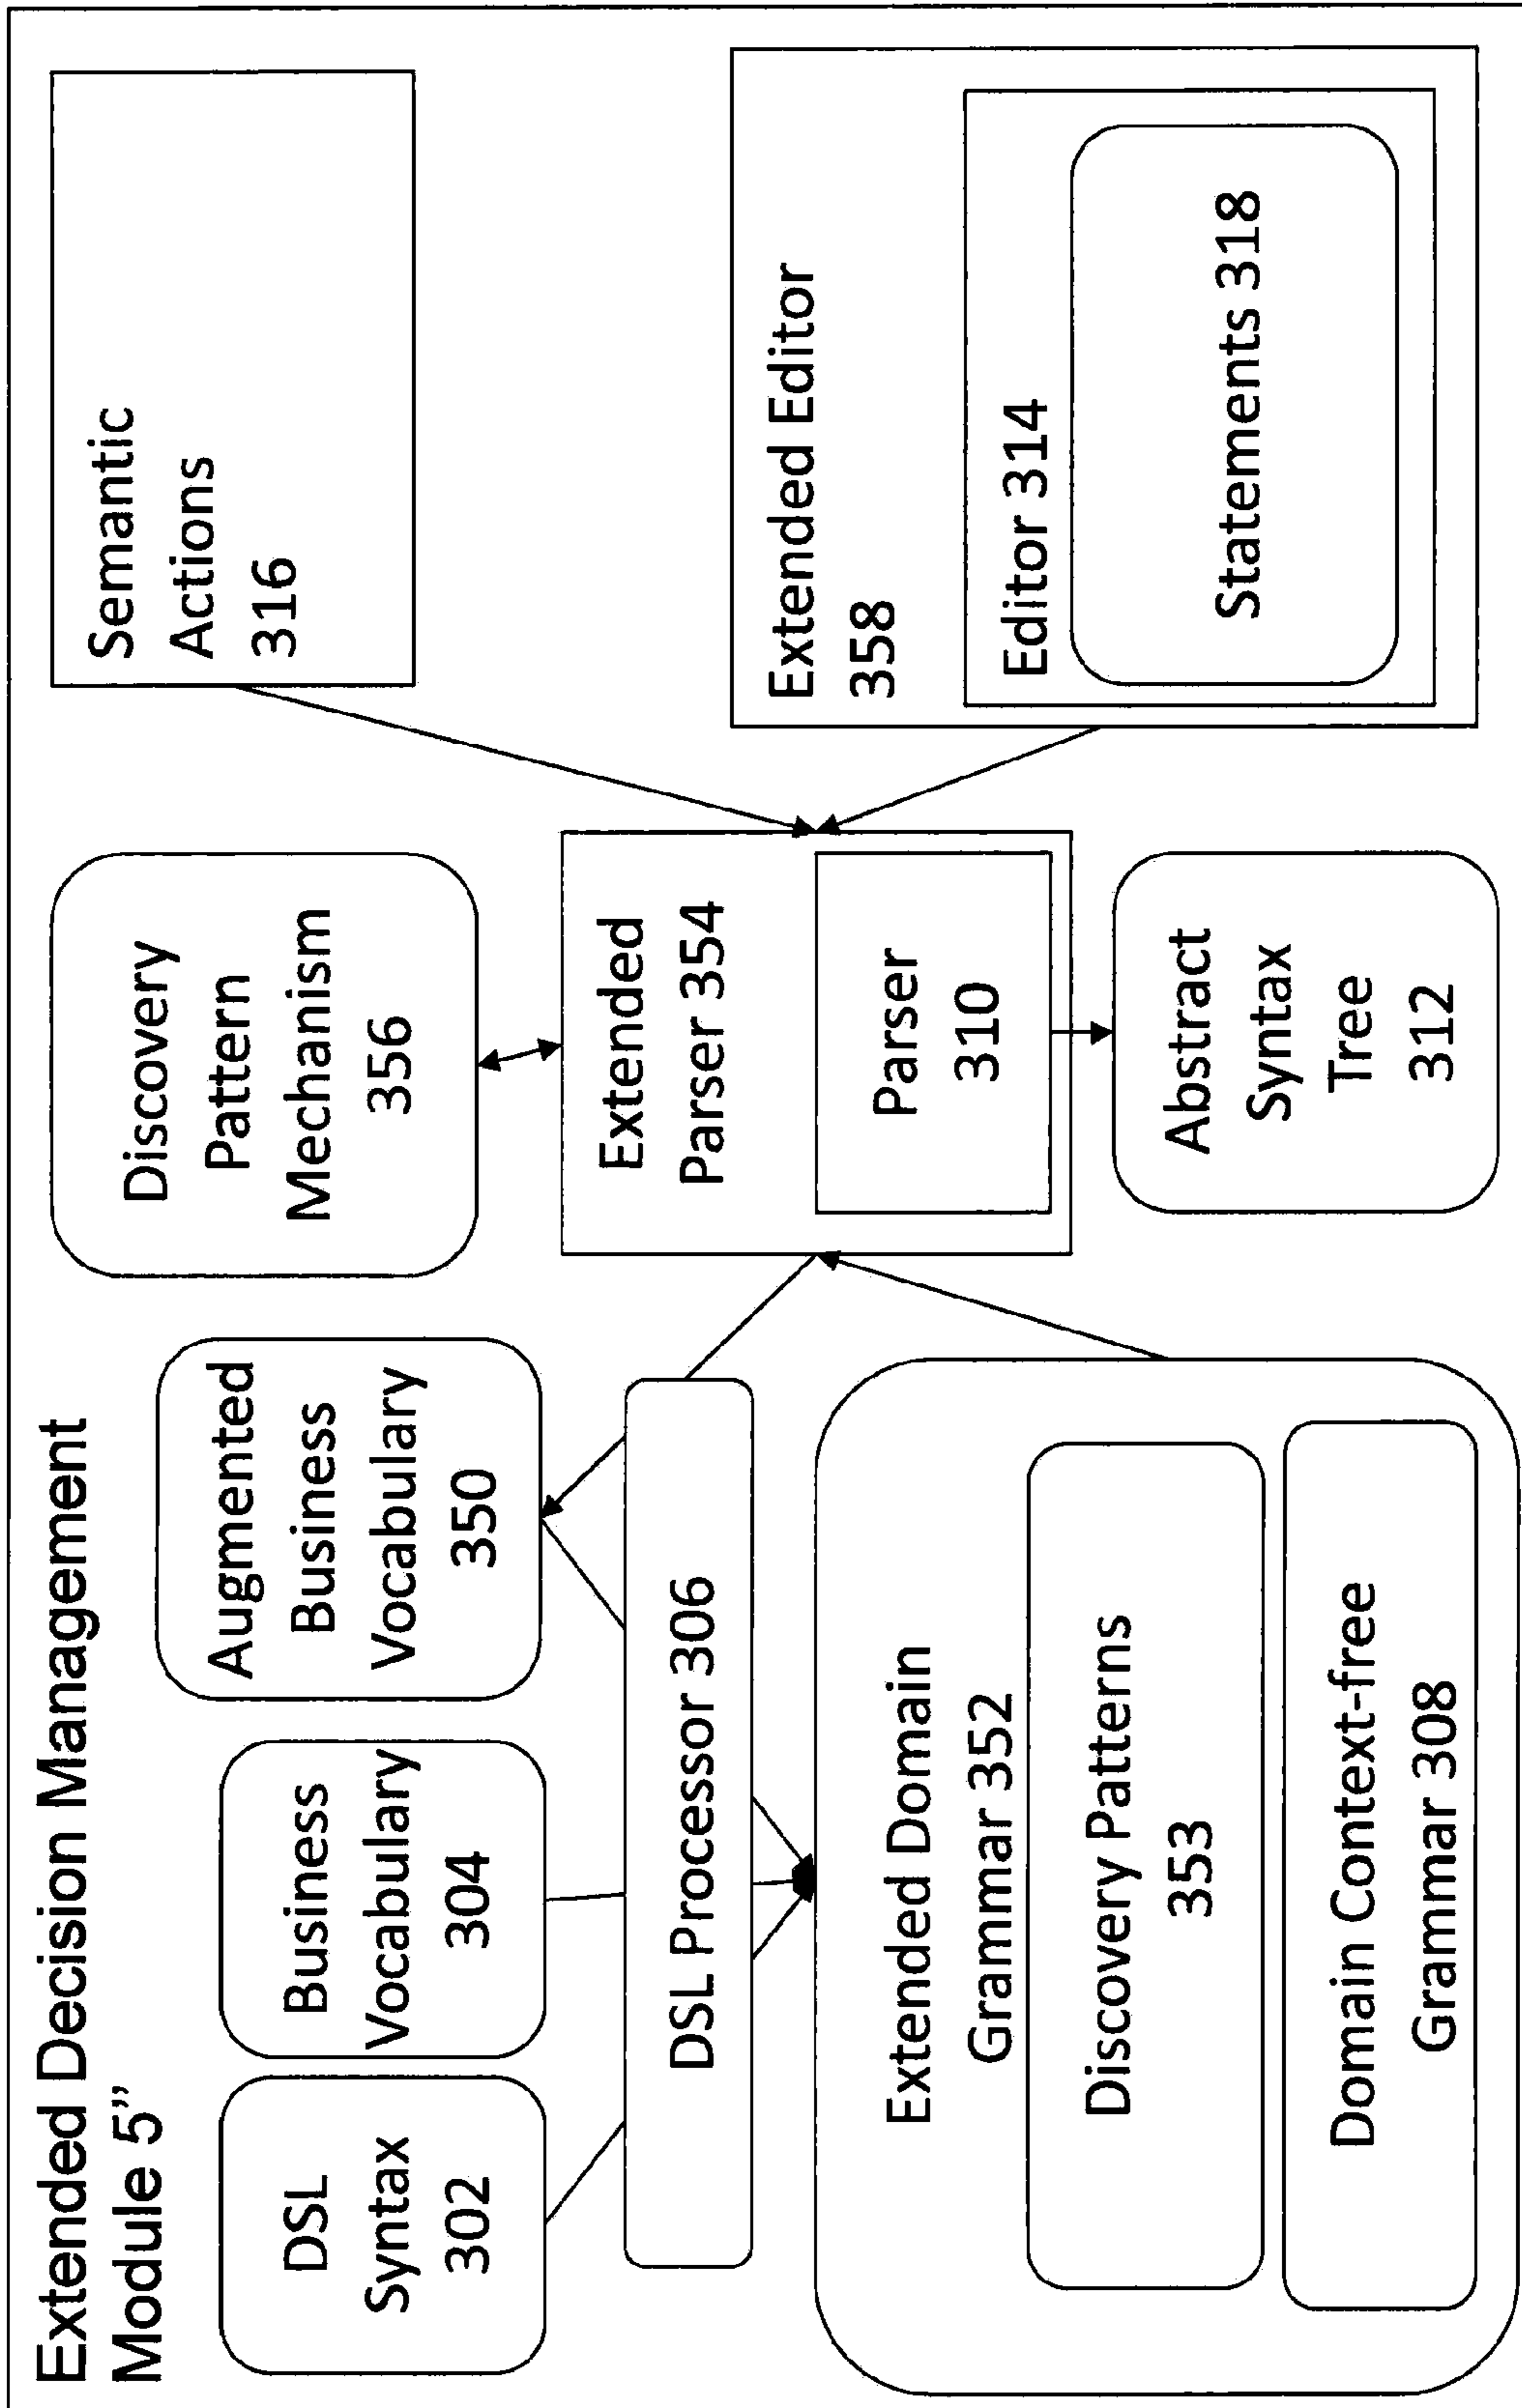 Extended Decision Management
Module 5”
DSL
Syntax
302
Business
Vocabulary
304
Augmented
Business
Vocabulary
350
DSL Processor 306
Extended Domain
Grammar 352
Discovery Patterns
353
Domain Context-free
Grammar 308
Discovery
Pattern
Mechanism
356
Extended
Parser 354
Parser
310
Abstract
Syntax
Tree
312
Semantic
Actions
316
Extended Editor
358
Editor 314
Statements 318